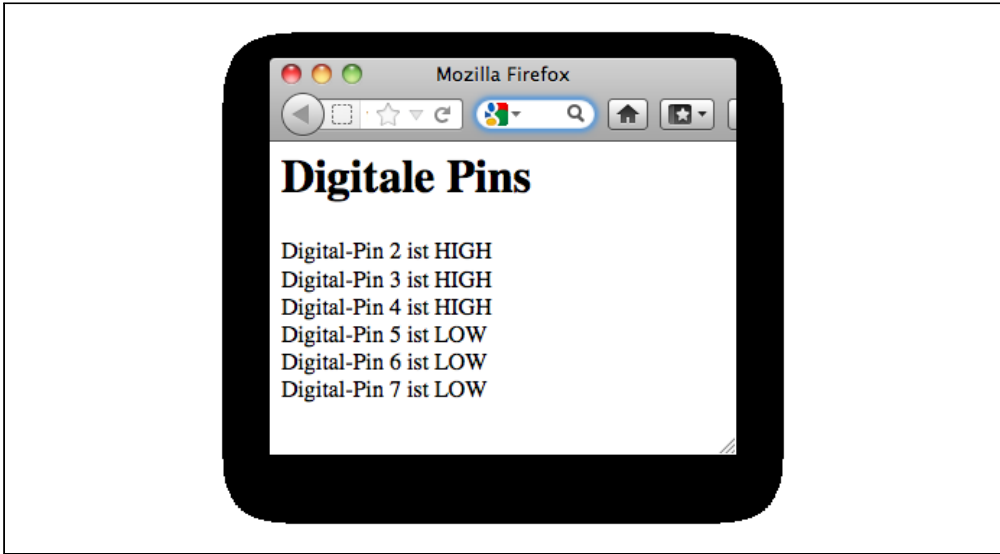 Mozilla Firefox
Digitale Pins
Digital-Pin 2 ist HIGH
Digital-Pin 3 ist HIGH
Digital-Pin 4 ist HIGH
Digital-Pin 5 ist LOW
Digital-Pin 6 ist LOW
Digital-Pin 7 ist LOW